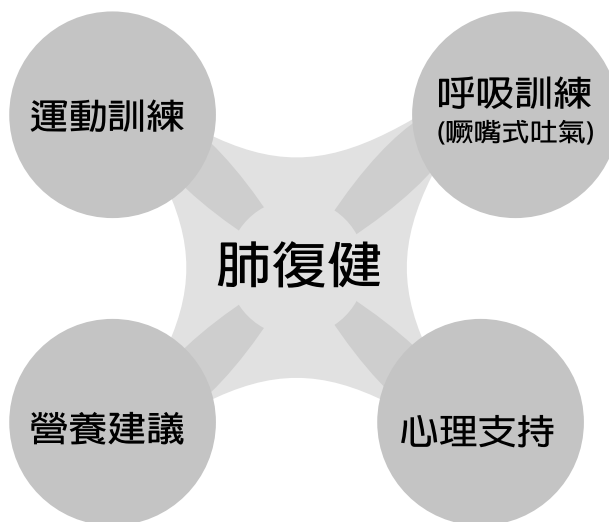 運動訓練
呼吸訓練
(噘嘴式吐氣)
肺復健
營養建議
心理支持